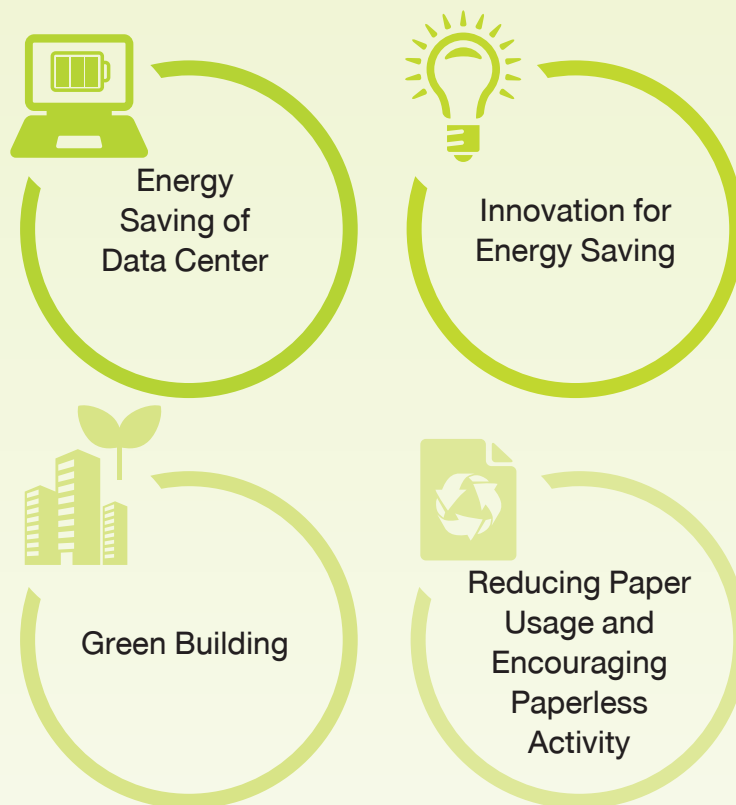 Energy
Saving of
Data Center
Innovation for
Energy Saving
Green Building
Reducing Paper
Usage and
Encouraging
Paperless
Activity